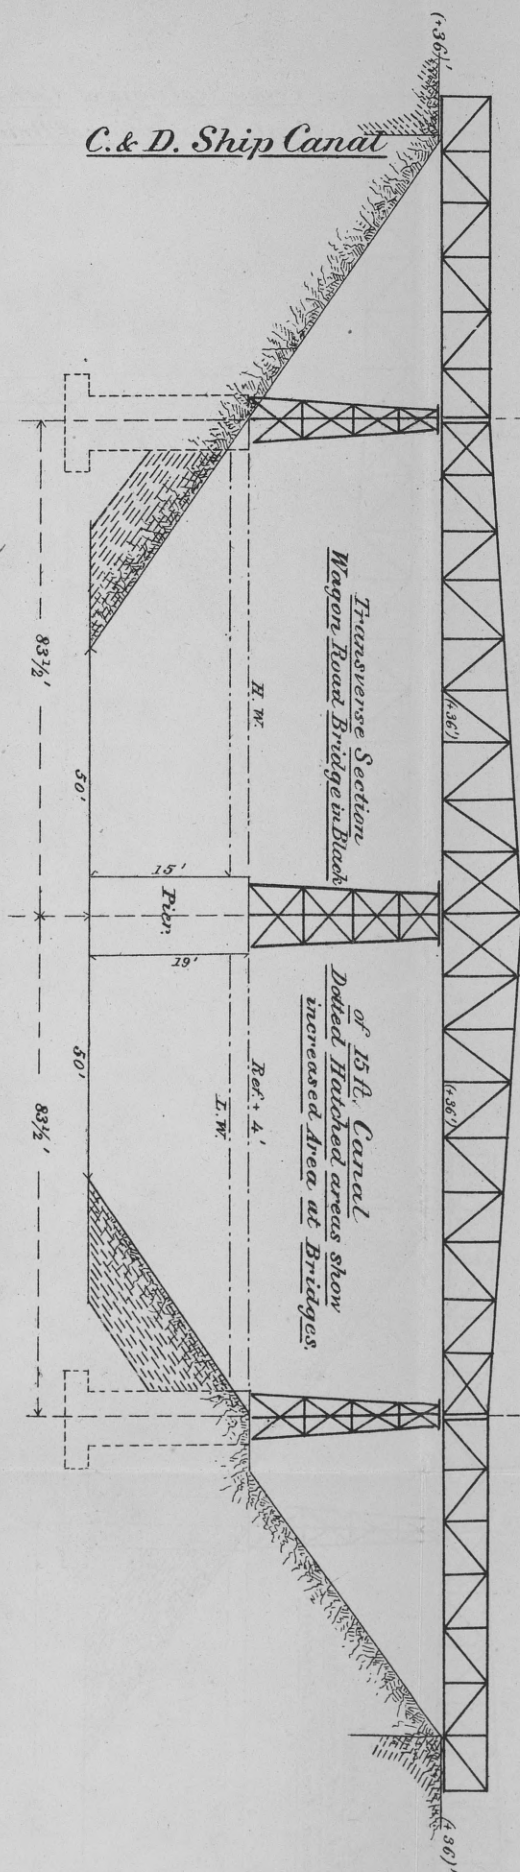 C. & D. Ship Canal
Transverse Section
of 15 ft. Canal
Wagon Road Bridge in Black
Dotted Hatched areas show
increased Area at Bridges.
(+36)'
(+36')
(+36')
(+36)'
H. W.
Ref. + 4'
L. W.
15'
Pier.
19'
50'
50'
83½'
83½'